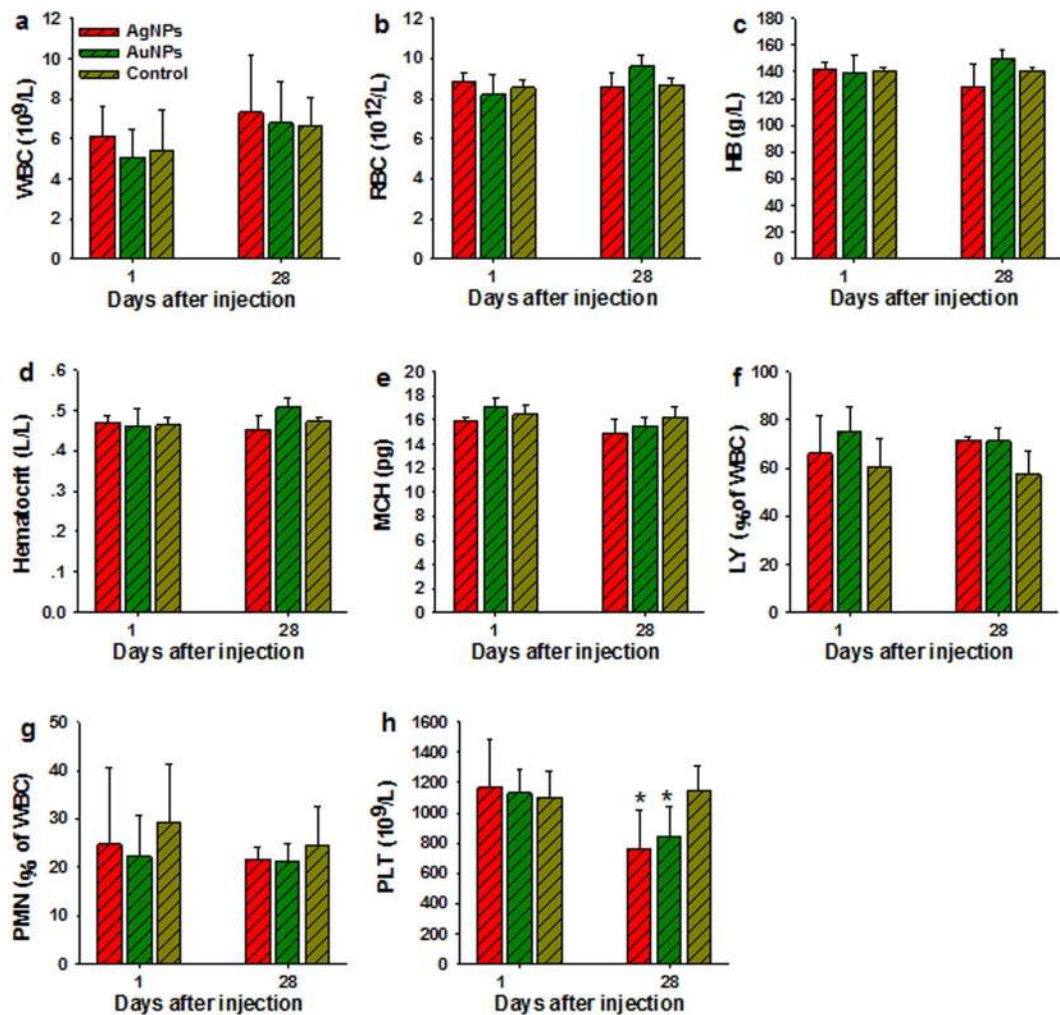 a
WBC (10^9/L)
12
10
8
6
4
2
0
AgNPs
AuNPs
Control
1
28
Days after injection
b
RBC (10^12/L)
12
10
8
6
4
2
0
1
28
Days after injection
c
HB (g/L)
180
160
140
120
100
80
60
40
20
0
1
28
Days after injection
d
Hematocrit (L/L)
.6
.5
.4
.3
.2
.1
0.0
1
28
Days after injection
e
MCH (pg)
20
18
16
14
12
10
8
6
4
2
0
1
28
Days after injection
f
LY (% of WBC)
100
80
60
40
20
0
1
28
Days after injection
g
PMN (% of WBC)
50
40
30
20
10
0
1
28
Days after injection
h
PLT (10^9/L)
1600
1400
1200
1000
800
600
400
200
0
* *
1
28
Days after injection